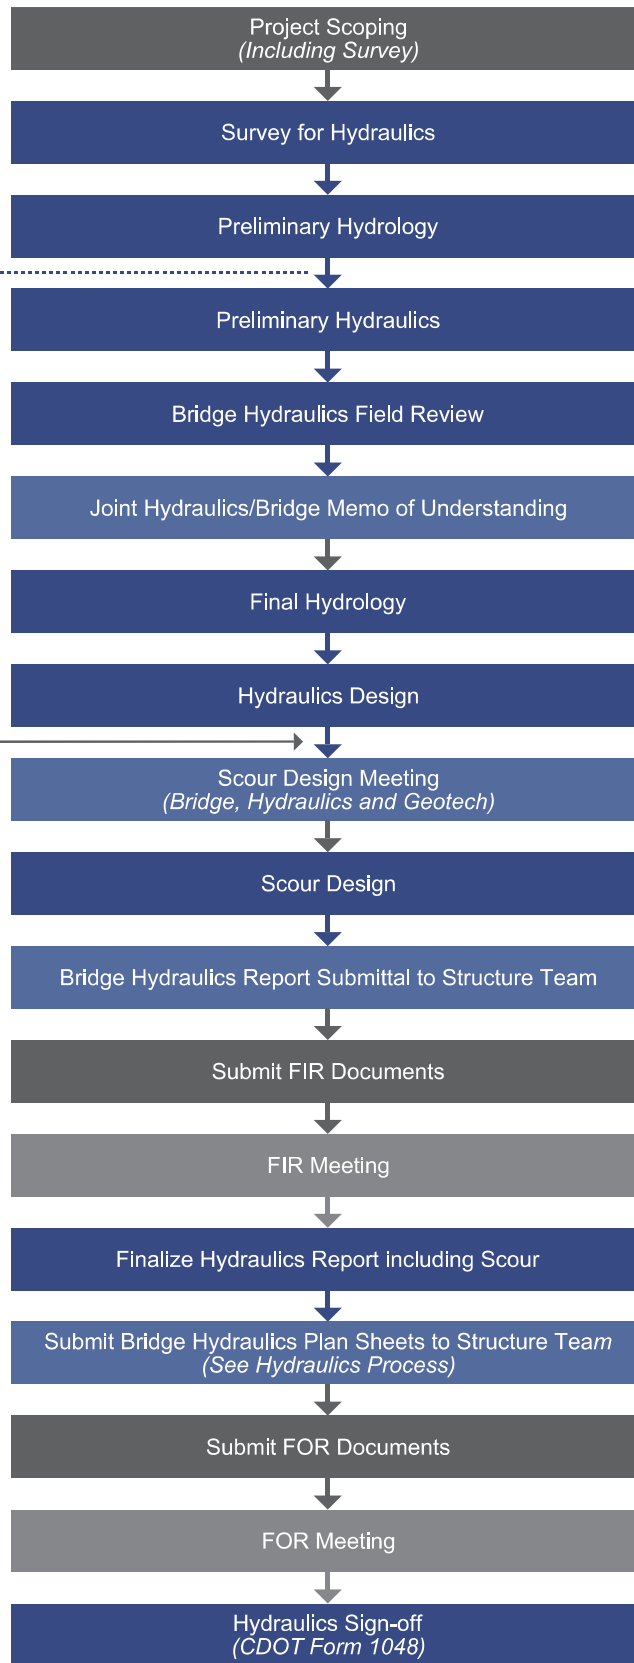 Project Scoping
(Including Survey)
Survey for Hydraulics
Preliminary Hydrology
Preliminary Hydraulics
Bridge Hydraulics Field Review
Joint Hydraulics/Bridge Memo of Understanding
Final Hydrology
Hydraulics Design
Scour Design Meeting
(Bridge, Hydraulics and Geotech)
Scour Design
Bridge Hydraulics Report Submittal to Structure Team
Submit FIR Documents
FIR Meeting
Finalize Hydraulics Report including Scour
Submit Bridge Hydraulics Plan Sheets to Structure Team
(See Hydraulics Process)
Submit FOR Documents
FOR Meeting
Hydraulics Sign-off
(CDOT Form 1048)